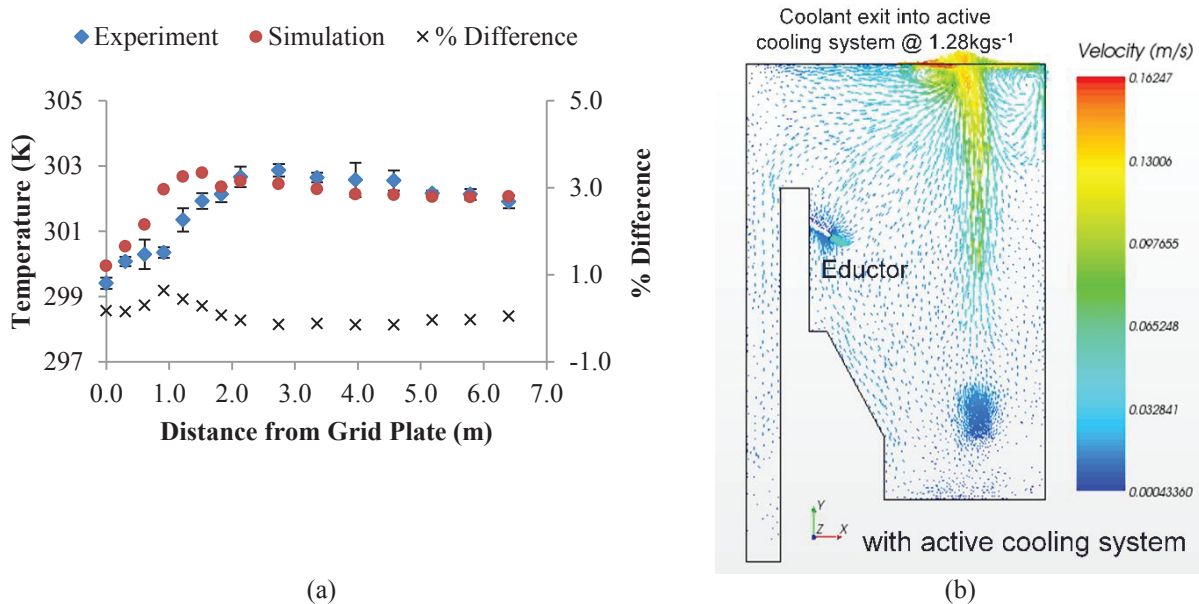 Experiment Simulation % Difference
305
303
301
299
297
Temperature (K)
5.0
3.0
1.0
-1.0
% Difference
0.0 1.0 2.0 3.0 4.0 5.0 6.0 7.0
Distance from Grid Plate (m)
(a)
Coolant exit into active
cooling system @ 1.28kgs⁻¹
Velocity (m/s)
0.16247
0.13006
0.097655
0.065248
0.032841
0.00043360
Eductor
Y
Z X
with active cooling system
(b)